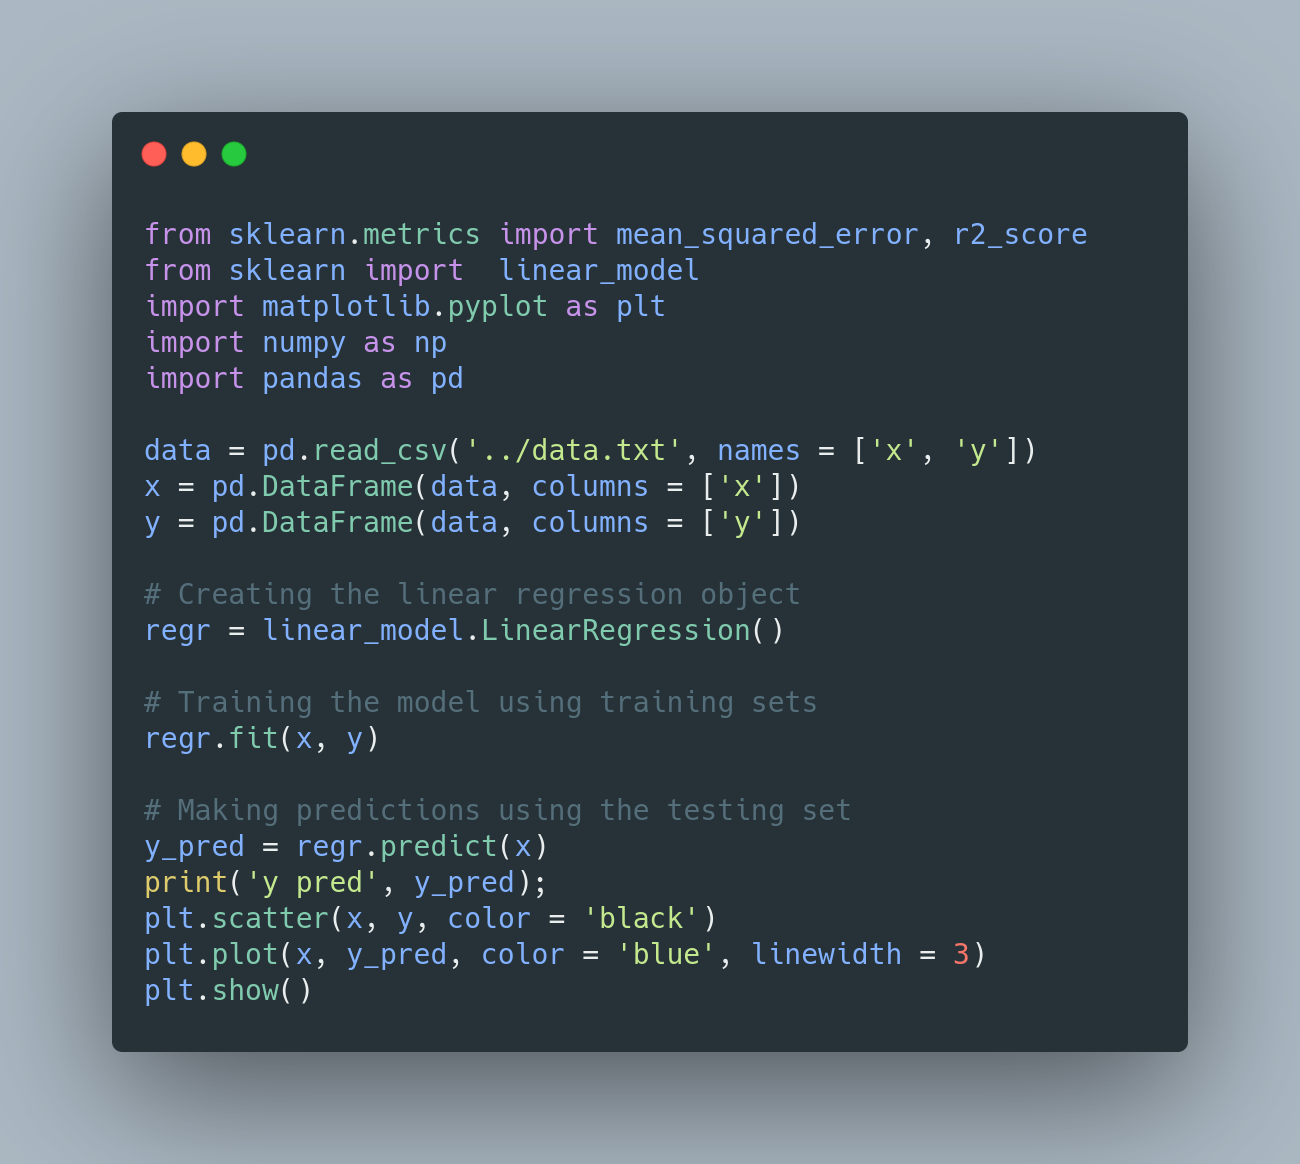 from sklearn.metrics import mean_squared_error, r2_score
from sklearn import  linear_model
import matplotlib.pyplot as plt
import numpy as np
import pandas as pd

data = pd.read_csv('../data.txt', names = ['x', 'y'])
x = pd.DataFrame(data, columns = ['x'])
y = pd.DataFrame(data, columns = ['y'])

# Creating the linear regression object
regr = linear_model.LinearRegression()

# Training the model using training sets
regr.fit(x, y)

# Making predictions using the testing set
y_pred = regr.predict(x)
print('y pred', y_pred);
plt.scatter(x, y, color = 'black')
plt.plot(x, y_pred, color = 'blue', linewidth = 3)
plt.show()